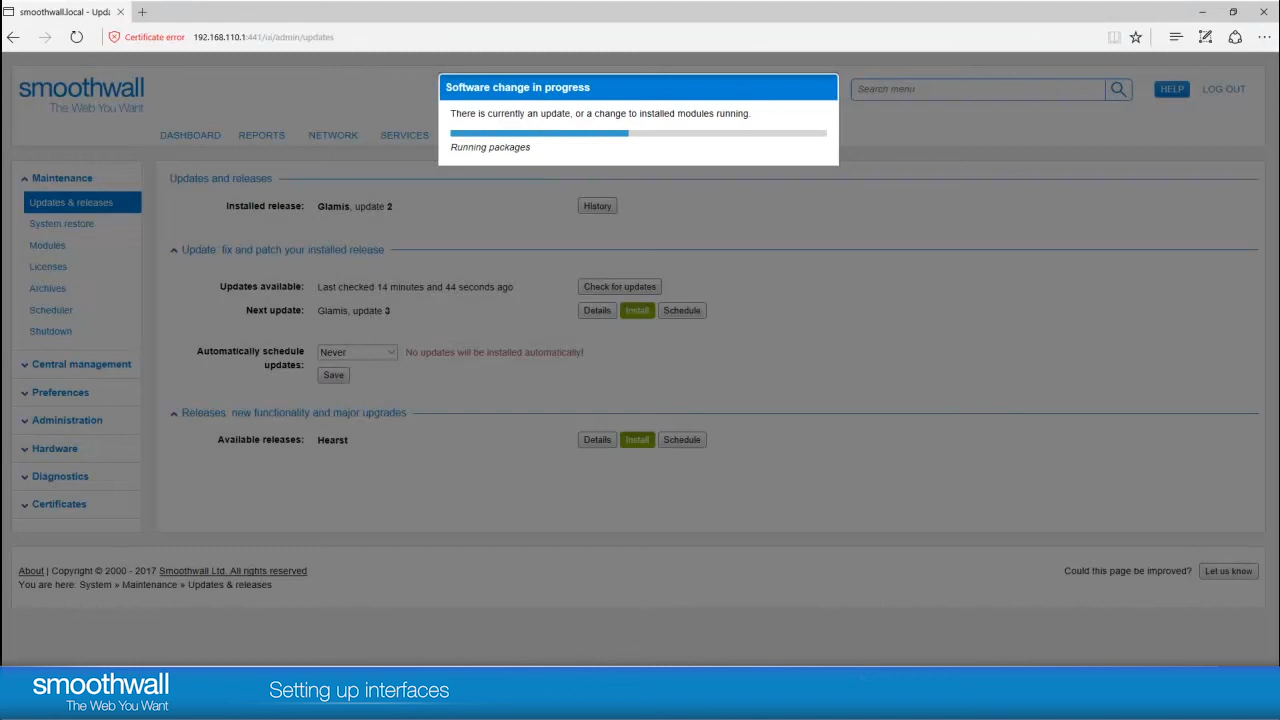 smoothwall.local - Upda
Certificate error 192.168.110.1:441/ui/admin/updates
smoothwall
The Web You Want
Search menu
HELP
LOG OUT
DASHBOARD REPORTS NETWORK SERVICES
Software change in progress
There is currently an update, or a change to installed modules running.
Running packages
Maintenance
Updates & releases
System restore
Modules
Licenses
Archives
Scheduler
Shutdown
Central management
Preferences
Administration
Hardware
Diagnostics
Certificates
Updates and releases
Installed release: Glamis, update 2 History
Update: fix and patch your installed release
Updates available: Last checked 14 minutes and 44 seconds ago Check for updates
Next update: Glamis, update 3 Details Install Schedule
Automatically schedule updates: Never No updates will be installed automatically!
Save
Releases: new functionality and major upgrades
Available releases: Hearst Details Install Schedule
About | Copyright © 2000 - 2017 Smoothwall Ltd. All rights reserved
You are here: System » Maintenance » Updates & releases
Could this page be improved? Let us know
smoothwall
The Web You Want
Setting up interfaces